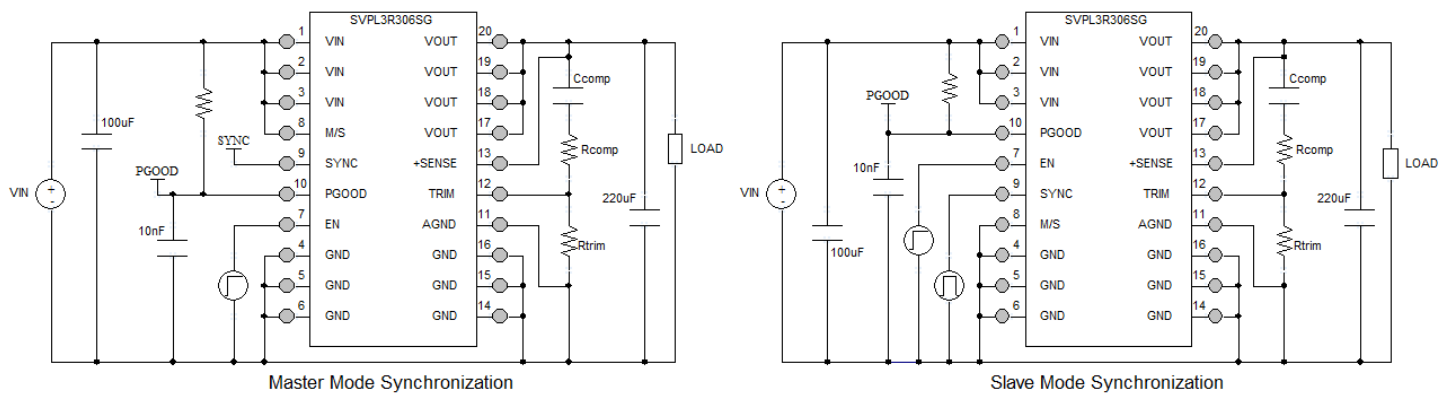 SVPL3R306SG
1 VIN VOUT 20
2 VIN VOUT 19
3 VIN VOUT 18
8 M/S VOUT 17
9 SYNC +SENSE 13
10 PGOOD TRIM 12
7 EN AGND 11
4 GND GND 16
5 GND GND 15
6 GND GND 14
100uF
SYNC
PGOOD
VIN
+
-
10nF
Ccomp
Rcomp
Rtrim
220uF
LOAD
Master Mode Synchronization
SVPL3R306SG
1 VIN VOUT 20
2 VIN VOUT 19
3 VIN VOUT 18
10 PGOOD VOUT 17
7 EN +SENSE 13
9 SYNC TRIM 12
8 M/S AGND 11
4 GND GND 16
5 GND GND 15
6 GND GND 14
PGOOD
10nF
VIN
+
-
100uF
Ccomp
Rcomp
Rtrim
220uF
LOAD
Slave Mode Synchronization